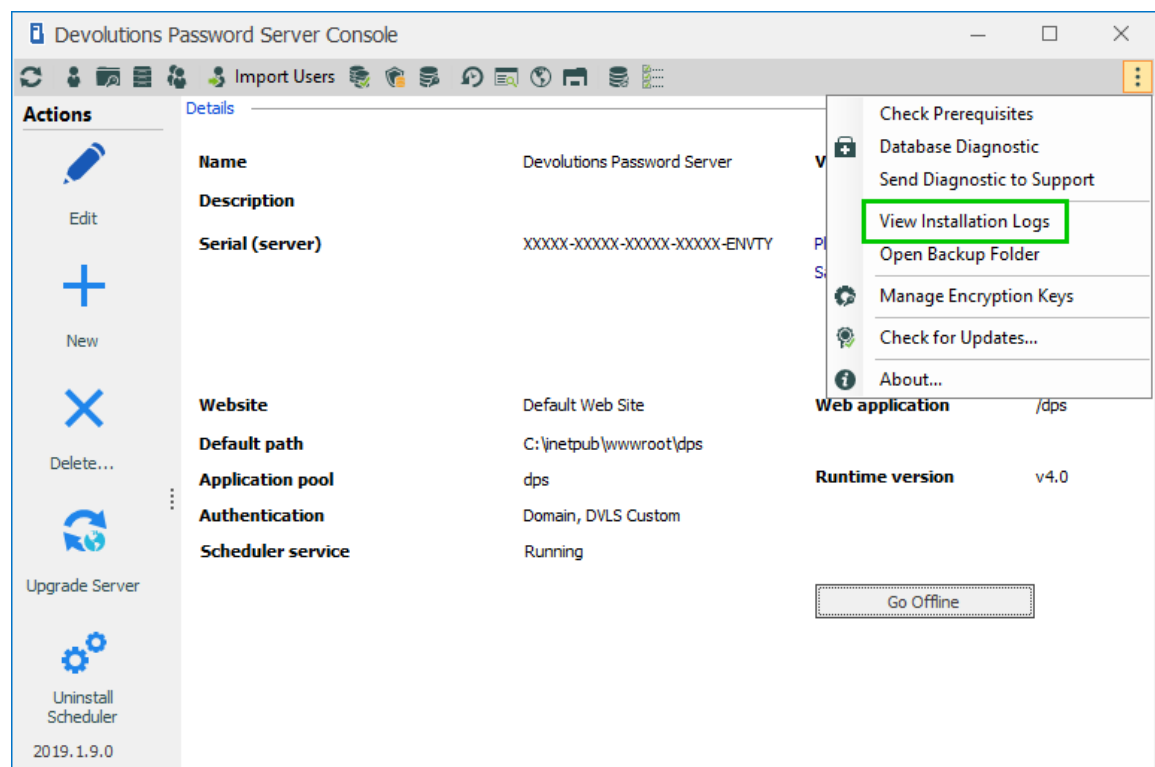 Devolutions Password Server Console
Import Users
Actions
Edit
New
Delete...
Upgrade Server
Uninstall
Scheduler
2019.1.9.0
Details
Name Devolutions Password Server V
Description
Serial (server) XXXXX-XXXXX-XXXXX-XXXXX-ENVTY Pl
Sa
Website Default Web Site Web application /dps
Default path C:\inetpub\wwwroot\dps
Application pool dps Runtime version v4.0
Authentication Domain, DVLS Custom
Scheduler service Running
Go Offline
Check Prerequisites
Database Diagnostic
Send Diagnostic to Support
View Installation Logs
Open Backup Folder
Manage Encryption Keys
Check for Updates...
About...